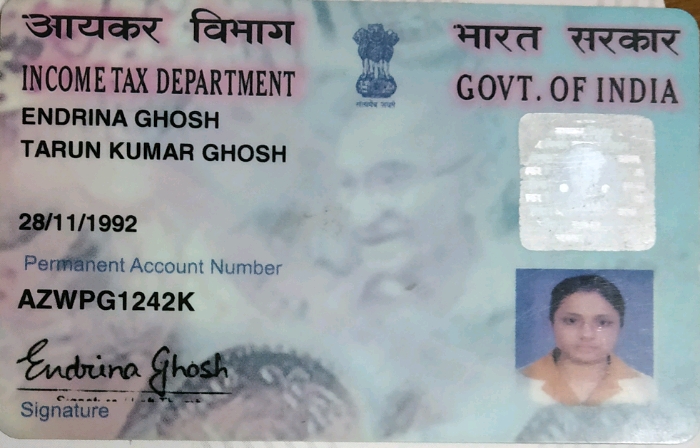 आयकर विभाग
INCOME TAX DEPARTMENT
भारत सरकार
GOVT. OF INDIA
सत्यमेव जयते
ENDRINA GHOSH
TARUN KUMAR GHOSH
28/11/1992
Permanent Account Number
AZWPG1242K
Endrina Ghosh
Signature